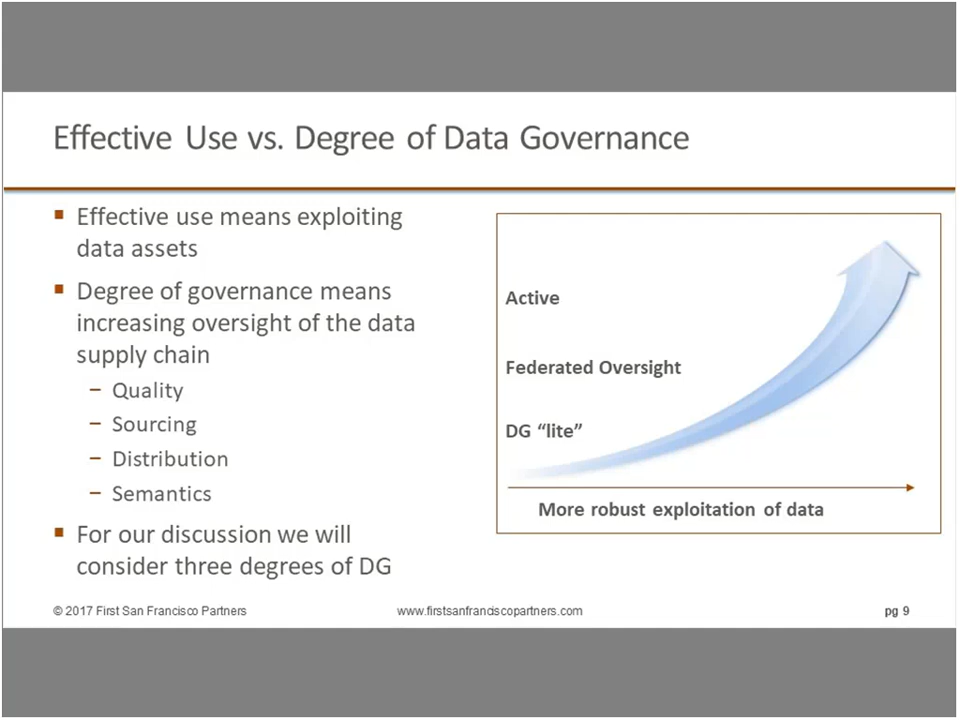 Effective Use vs. Degree of Data Governance
▪ Effective use means exploiting
data assets
▪ Degree of governance means
increasing oversight of the data
supply chain
– Quality
– Sourcing
– Distribution
– Semantics
▪ For our discussion we will
consider three degrees of DG
Active
Federated Oversight
DG “lite”
More robust exploitation of data
© 2017 First San Francisco Partners
www.firstsanfranciscopartners.com
pg 9